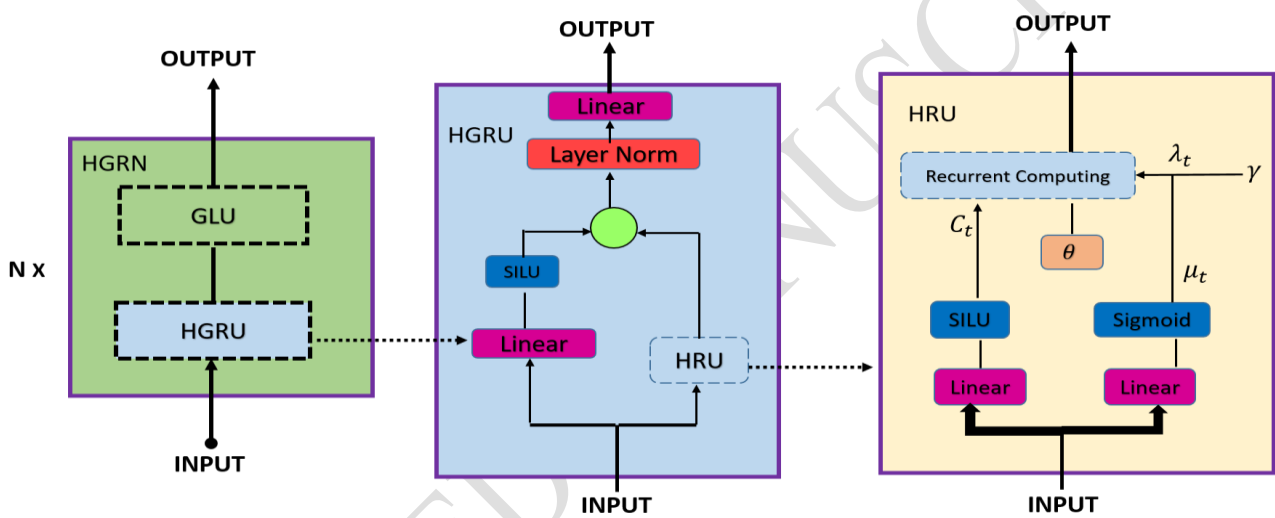 OUTPUT
HGRN
GLU
N x
HGRU
INPUT
OUTPUT
Linear
HGRU
Layer Norm
SILU
Linear
HRU
INPUT
OUTPUT
HRU
Recurrent Computing
λt
γ
Ct
θ
μt
SILU
Sigmoid
Linear
Linear
INPUT